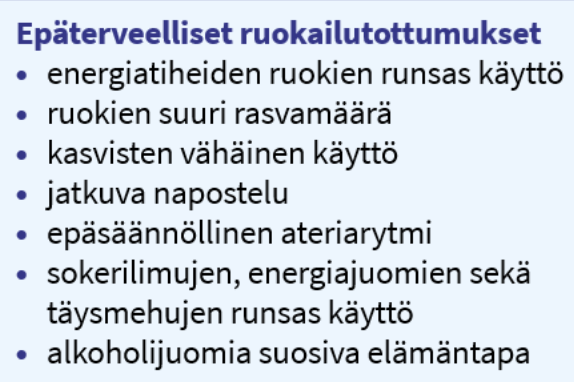 Epäterveelliset ruokailutottumukset
• energiatiheiden ruokien runsas käyttö
• ruokien suuri rasvamäärä
• kasvisten vähäinen käyttö
• jatkuva napostelu
• epäsäännöllinen ateriarytmi
• sokerilimujen, energiajuomien sekä
täysmehujen runsas käyttö
• alkoholijuomia suosiva elämäntapa